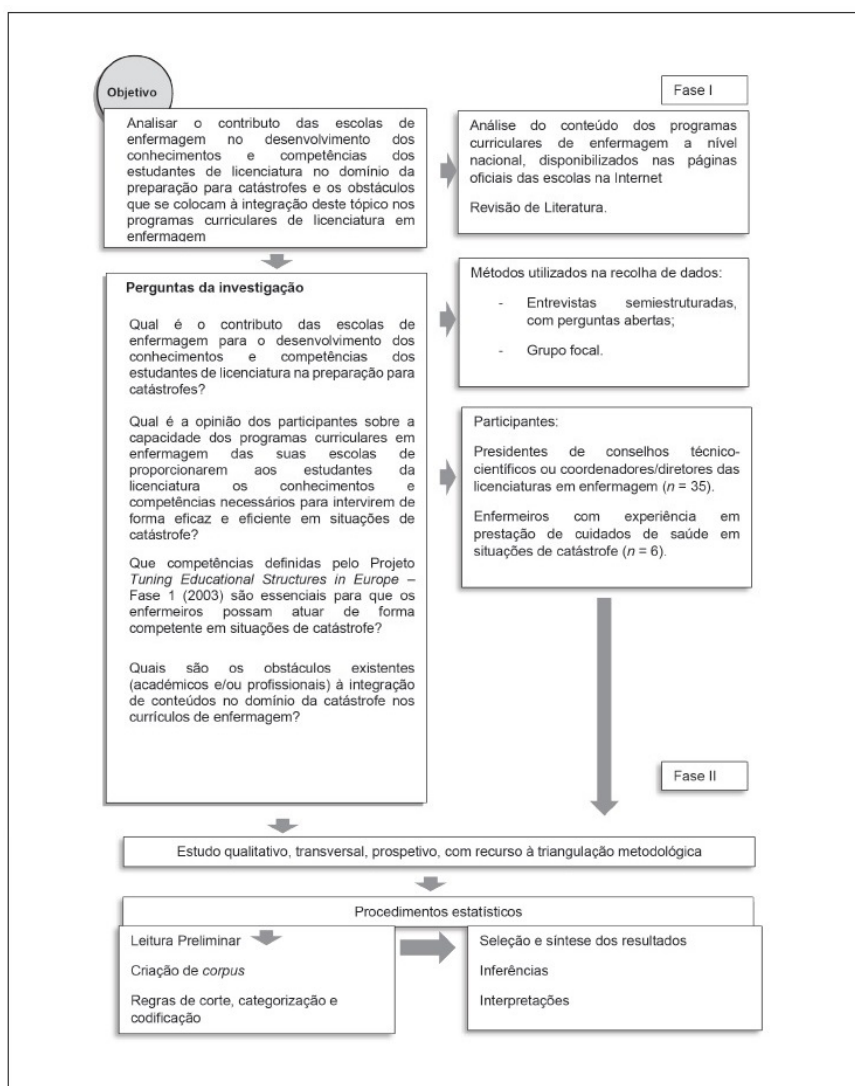 Objetivo
Analisar o contributo das escolas de
enfermagem no desenvolvimento dos
conhecimentos e competências dos
estudantes de licenciatura no domínio da
preparação para catástrofes e os obstáculos
que se colocam à integração deste tópico nos
programas curriculares de licenciatura em
enfermagem
Fase I
Análise do conteúdo dos programas
curriculares de enfermagem a nível
nacional, disponibilizados nas páginas
oficiais das escolas na Internet
Revisão de Literatura.
Perguntas da investigação
Qual é o contributo das escolas de
enfermagem para o desenvolvimento dos
conhecimentos e competências dos
estudantes de licenciatura na preparação para
catástrofes?
Qual é a opinião dos participantes sobre a
capacidade dos programas curriculares em
enfermagem das suas escolas de
proporcionarem aos estudantes da
licenciatura os conhecimentos e
competências necessários para intervirem de
forma eficaz e eficiente em situações de
catástrofe?
Que competências definidas pelo Projeto
Tuning Educational Structures in Europe –
Fase 1 (2003) são essenciais para que os
enfermeiros possam atuar de forma
competente em situações de catástrofe?
Quais são os obstáculos existentes
(académicos e/ou profissionais) à integração
de conteúdos no domínio da catástrofe nos
currículos de enfermagem?
Métodos utilizados na recolha de dados:
- Entrevistas semiestruturadas,
com perguntas abertas;
- Grupo focal.
Participantes:
Presidentes de conselhos técnico-
científicos ou coordenadores/diretores das
licenciaturas em enfermagem (n = 35).
Enfermeiros com experiência em
prestação de cuidados de saúde em
situações de catástrofe (n = 6).
Fase II
Estudo qualitativo, transversal, prospetivo, com recurso à triangulação metodológica
Procedimentos estatísticos
Leitura Preliminar
Criação de corpus
Regras de corte, categorização e
codificação
Seleção e síntese dos resultados
Inferências
Interpretações